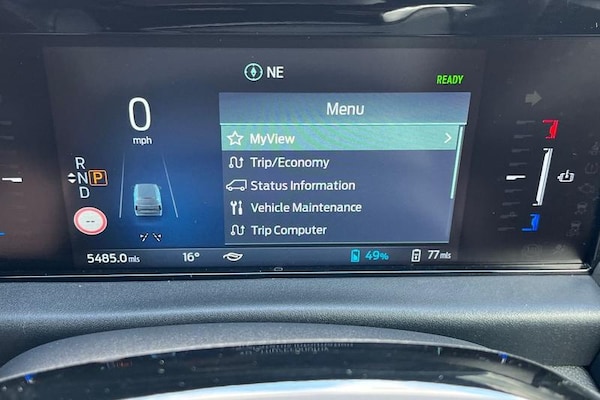 NE
READY
0
mph
Menu
MyView
Trip/Economy
Status Information
Vehicle Maintenance
Trip Computer
R
N P
D
5485.0 mls 16° 49% 77 mls